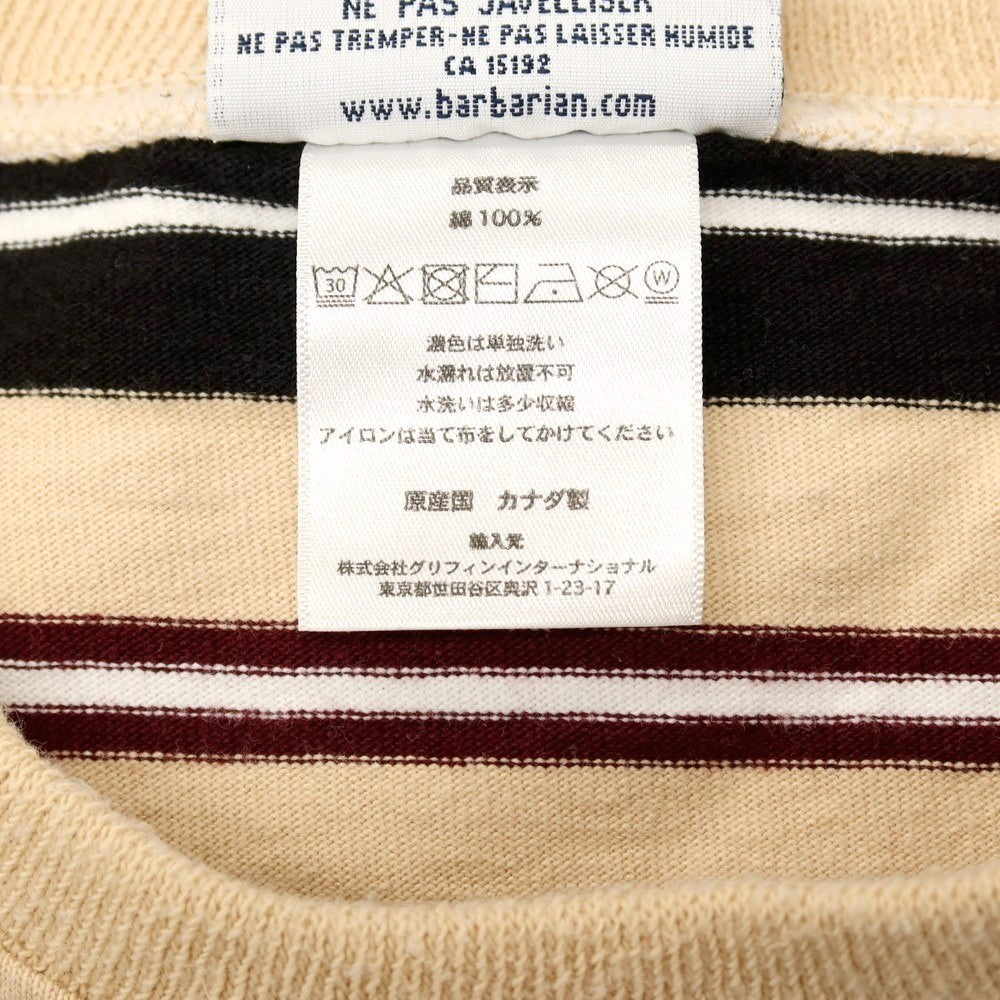 NE PAS JAVELLISER
NE PAS TREMPER-NE PAS LAISSER HUMIDE
CA 15192
www.barbarian.com
品質表示
綿 100%
30
W
濃色は単独洗い
水濡れは放置不可
水洗いは多少収縮
アイロンは当て布をしてかけてください
原産国 カナダ製
輸入元
株式会社グリフィンインターナショナル
東京都世田谷区奥沢 1-23-17